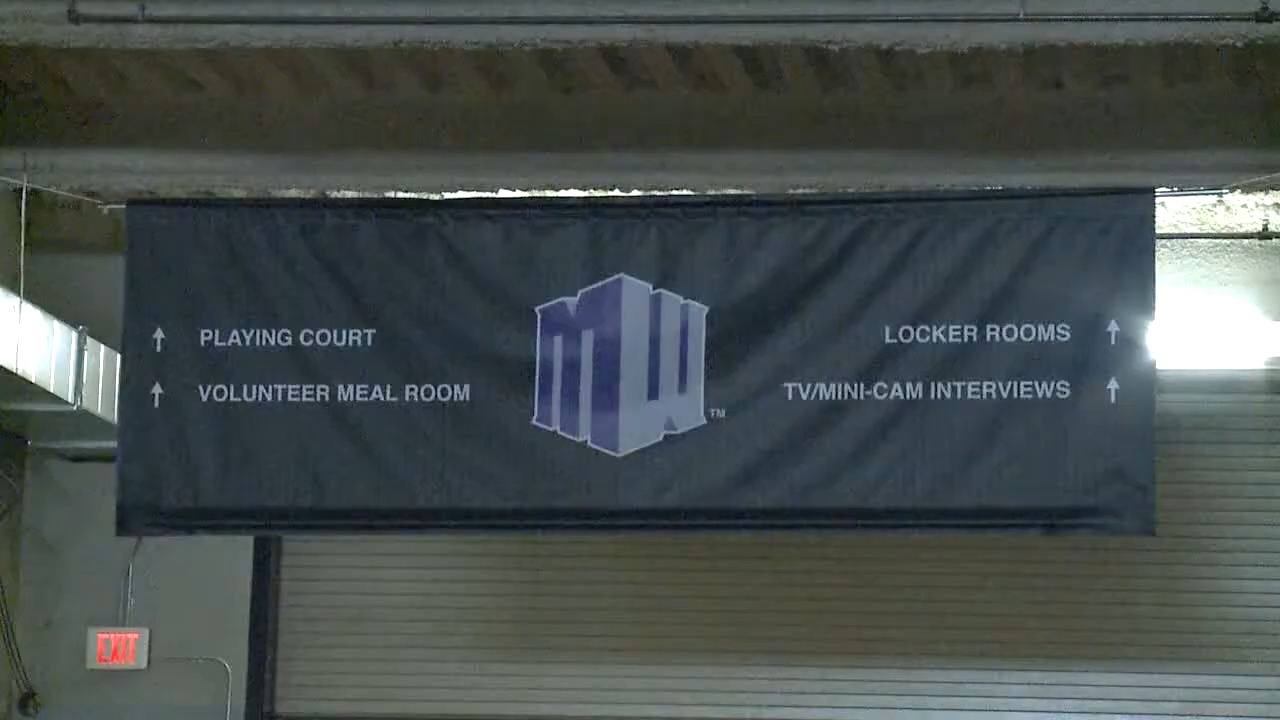 PLAYING COURT
VOLUNTEER MEAL ROOM
MW
TM
LOCKER ROOMS
TV/MINI-CAM INTERVIEWS
EXIT